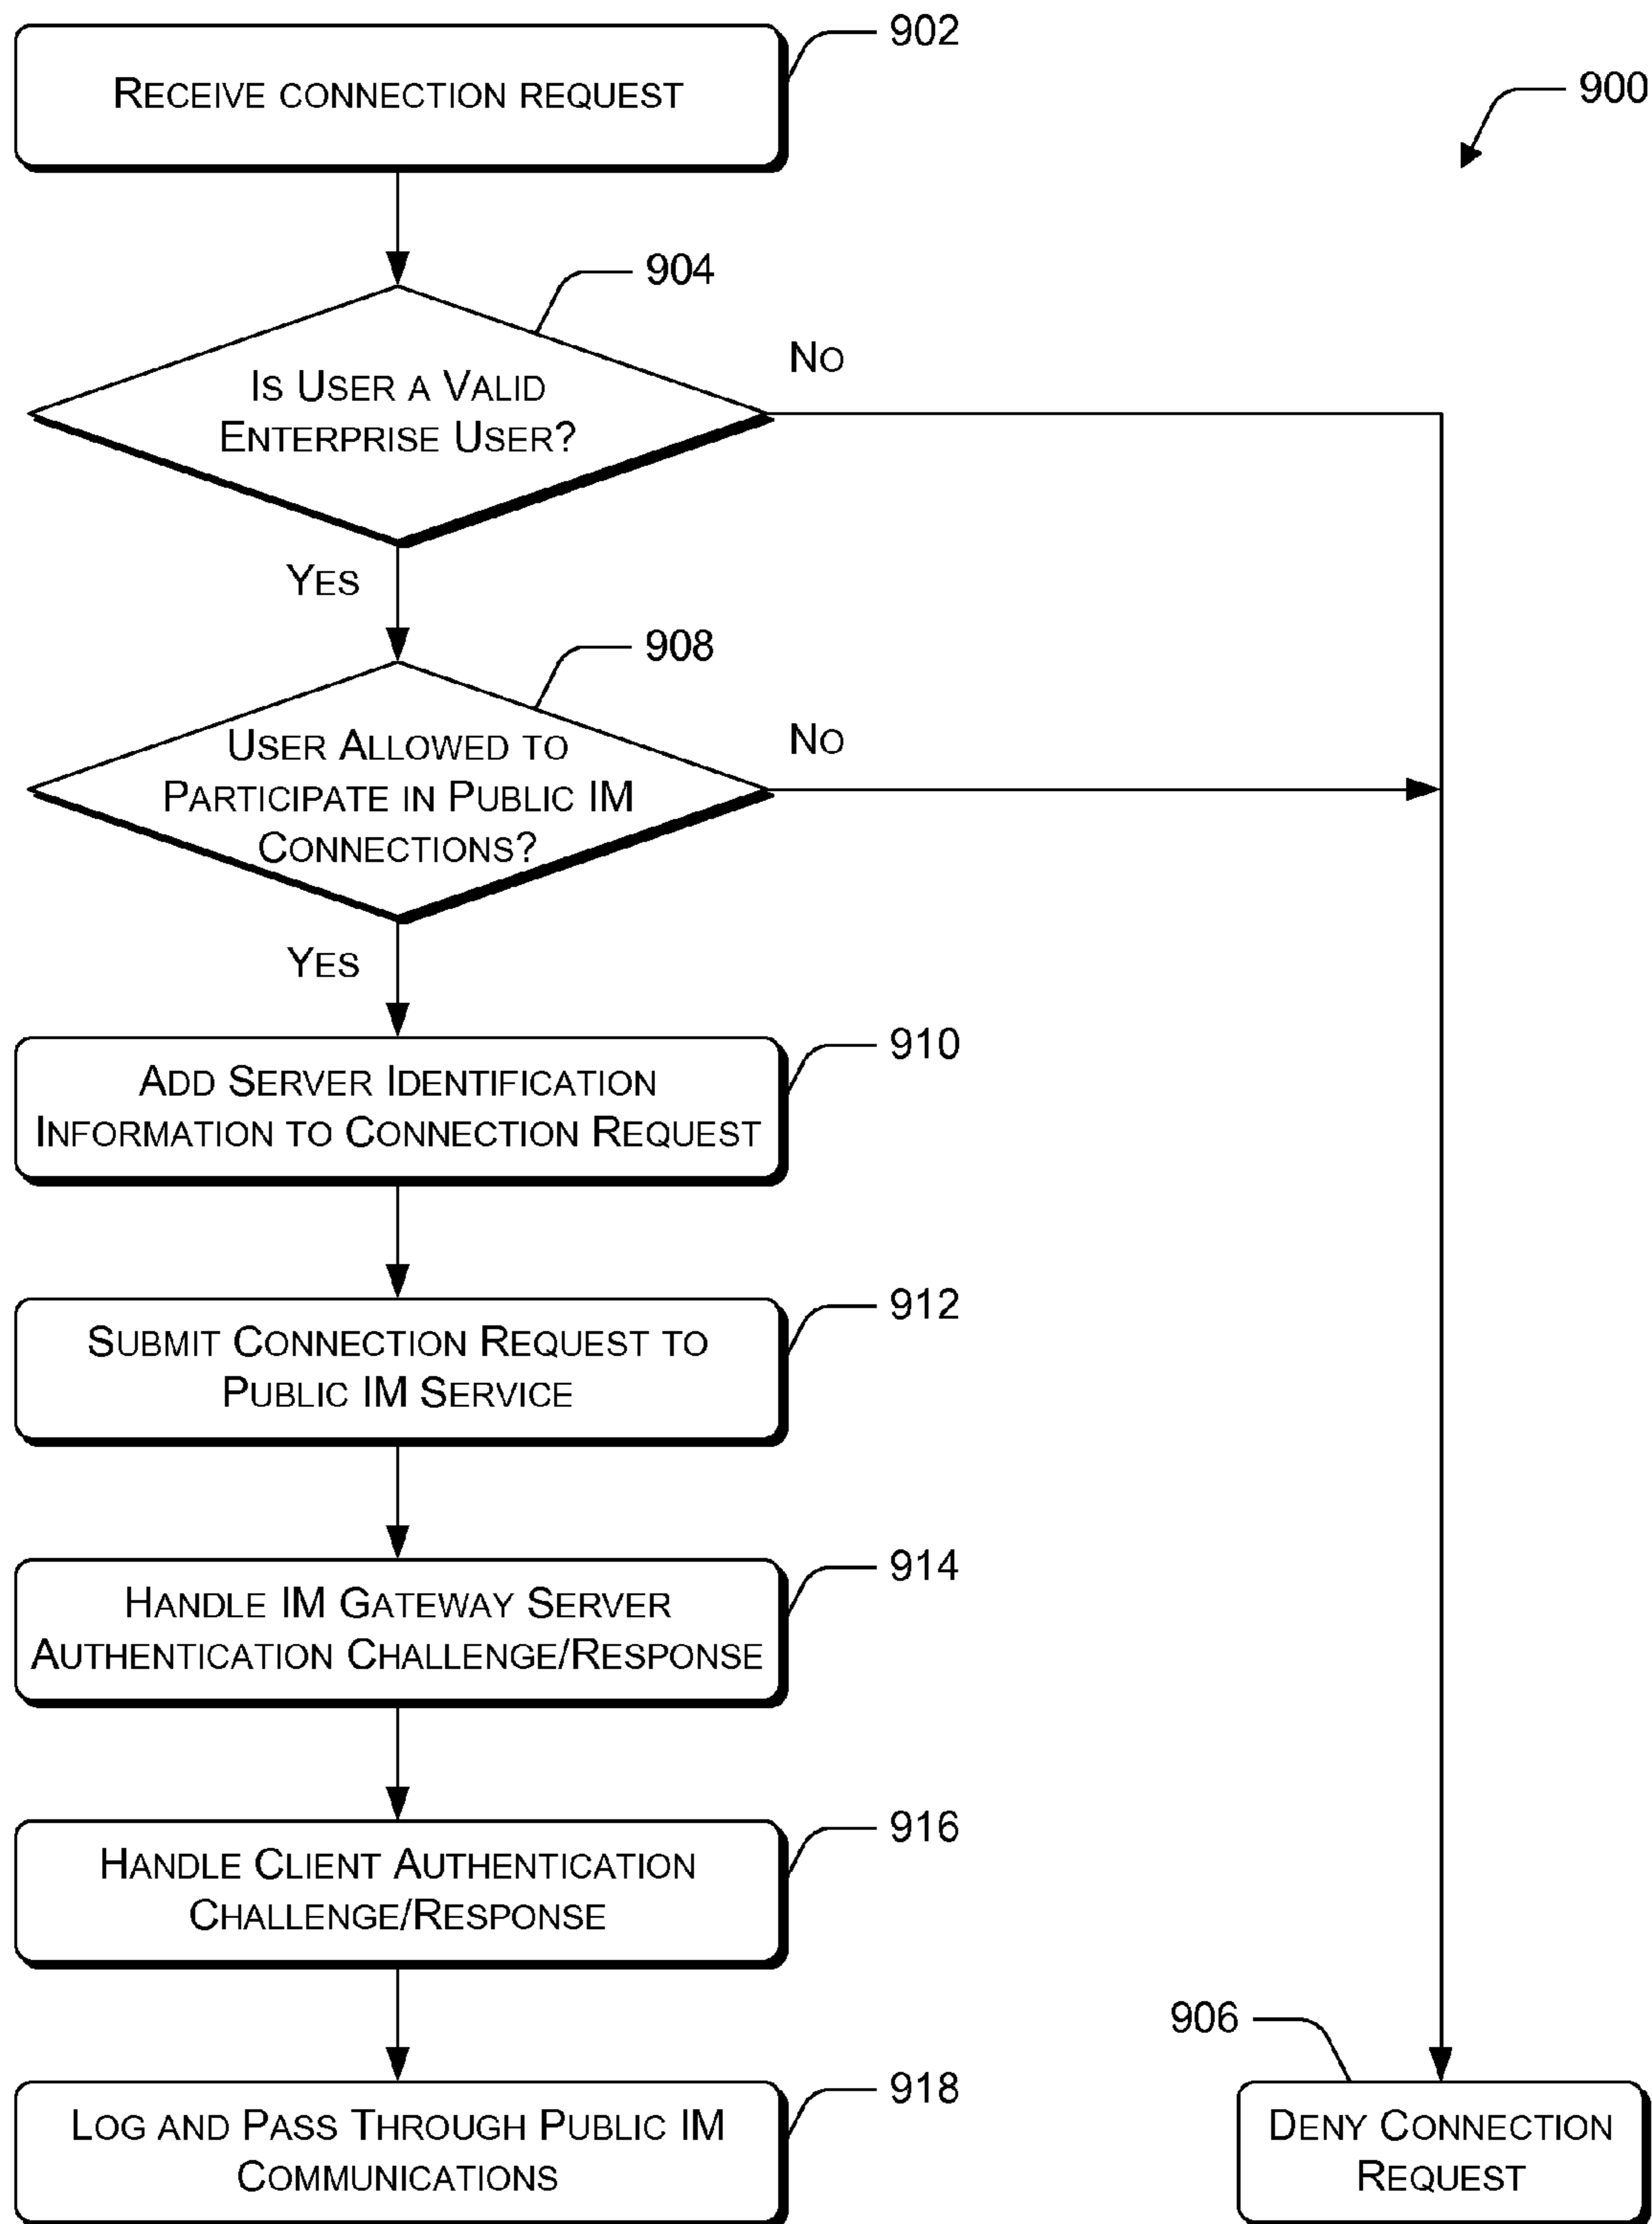 RECEIVE CONNECTION REQUEST
902
900
904
IS USER A VALID
ENTERPRISE USER?
NO
YES
908
USER ALLOWED TO
PARTICIPATE IN PUBLIC IM
CONNECTIONS?
NO
YES
910
ADD SERVER IDENTIFICATION
INFORMATION TO CONNECTION REQUEST
912
SUBMIT CONNECTION REQUEST TO
PUBLIC IM SERVICE
914
HANDLE IM GATEWAY SERVER
AUTHENTICATION CHALLENGE/RESPONSE
916
HANDLE CLIENT AUTHENTICATION
CHALLENGE/RESPONSE
918
LOG AND PASS THROUGH PUBLIC IM
COMMUNICATIONS
906
DENY CONNECTION
REQUEST